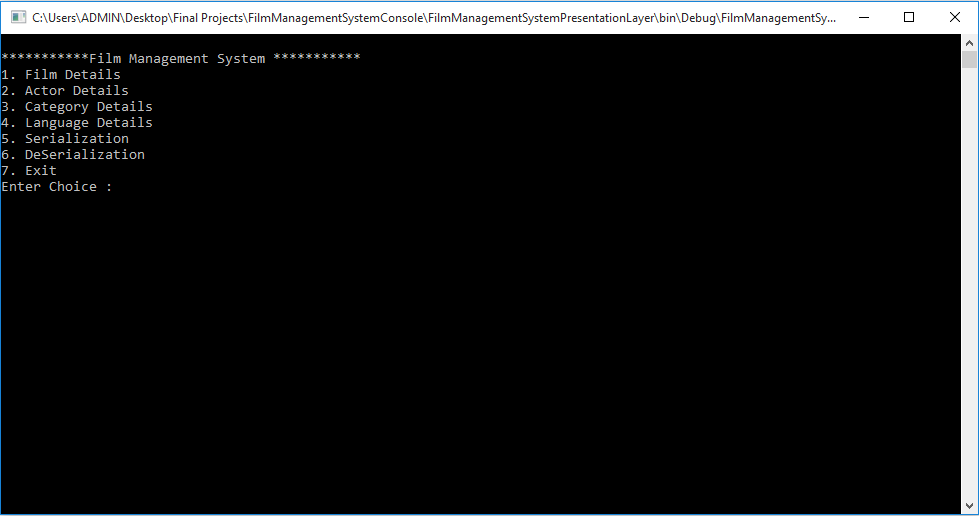 C:\Users\ADMIN\Desktop\Final Projects\FilmManagementSystemConsole\FilmManagementSystemPresentationLayer\bin\Debug\FilmManagementSy...
***********Film Management System ***********
1. Film Details
2. Actor Details
3. Category Details
4. Language Details
5. Serialization
6. DeSerialization
7. Exit
Enter Choice :